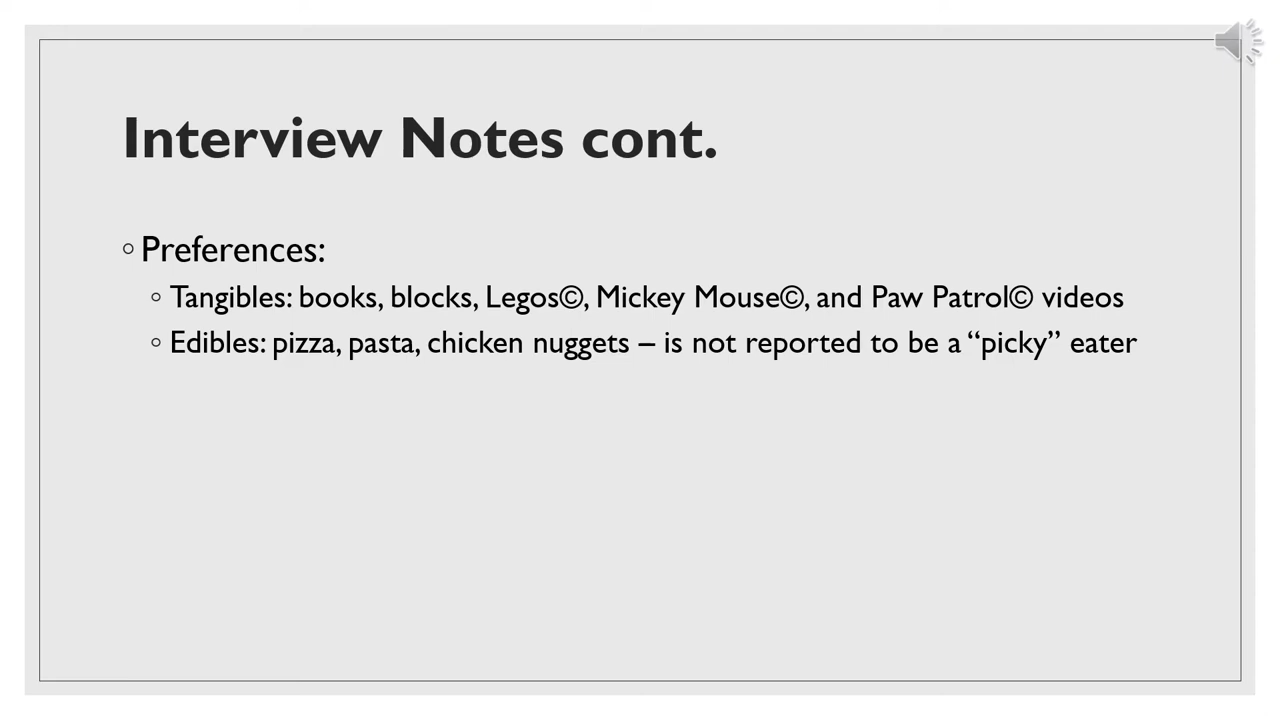 Interview Notes cont.
◦ Preferences:
◦ Tangibles: books, blocks, Legos©, Mickey Mouse©, and Paw Patrol© videos
◦ Edibles: pizza, pasta, chicken nuggets – is not reported to be a “picky” eater